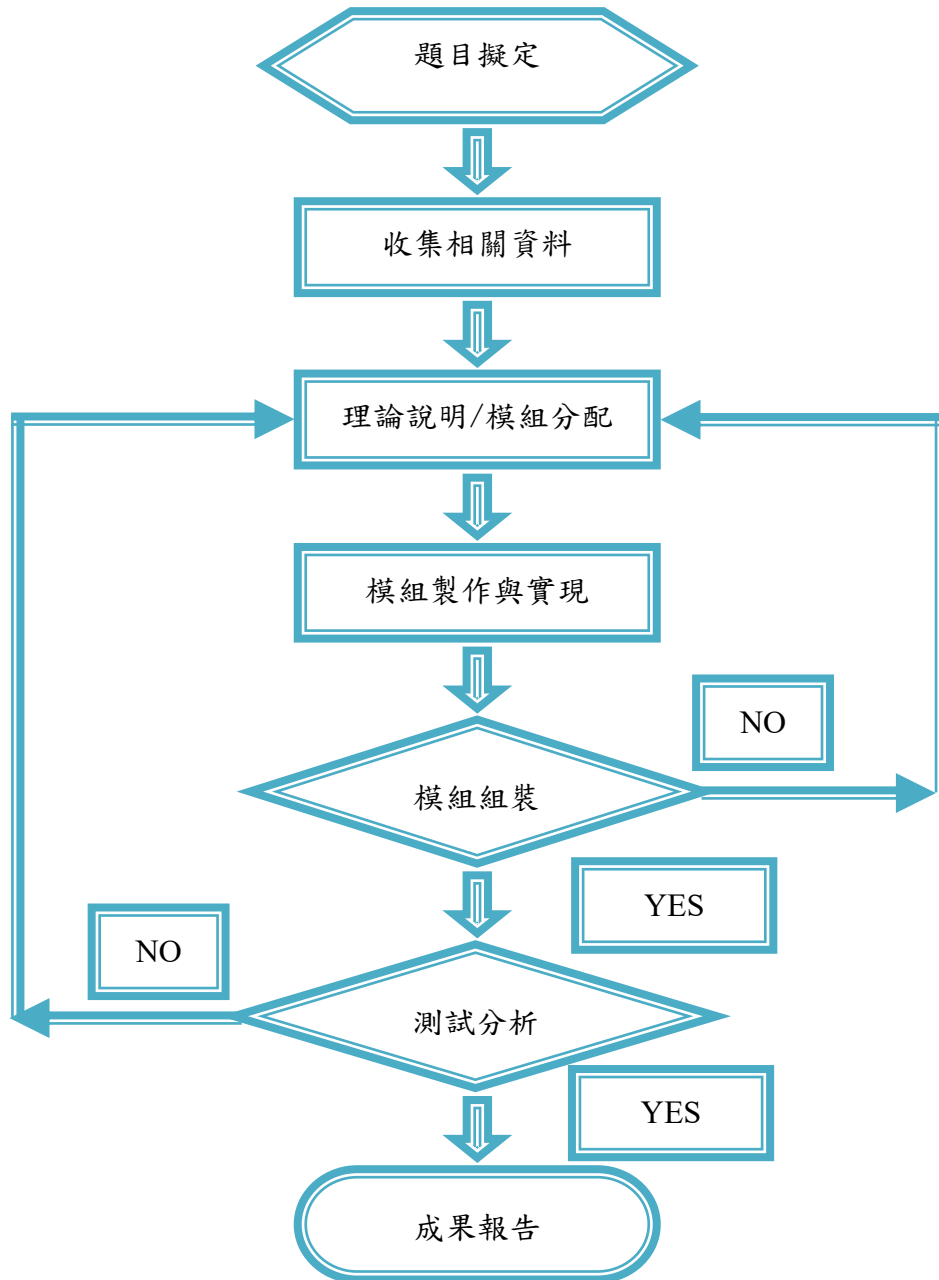 題目擬定
收集相關資料
理論說明/模組分配
模組製作與實現
NO
模組組裝
YES
NO
測試分析
YES
成果報告